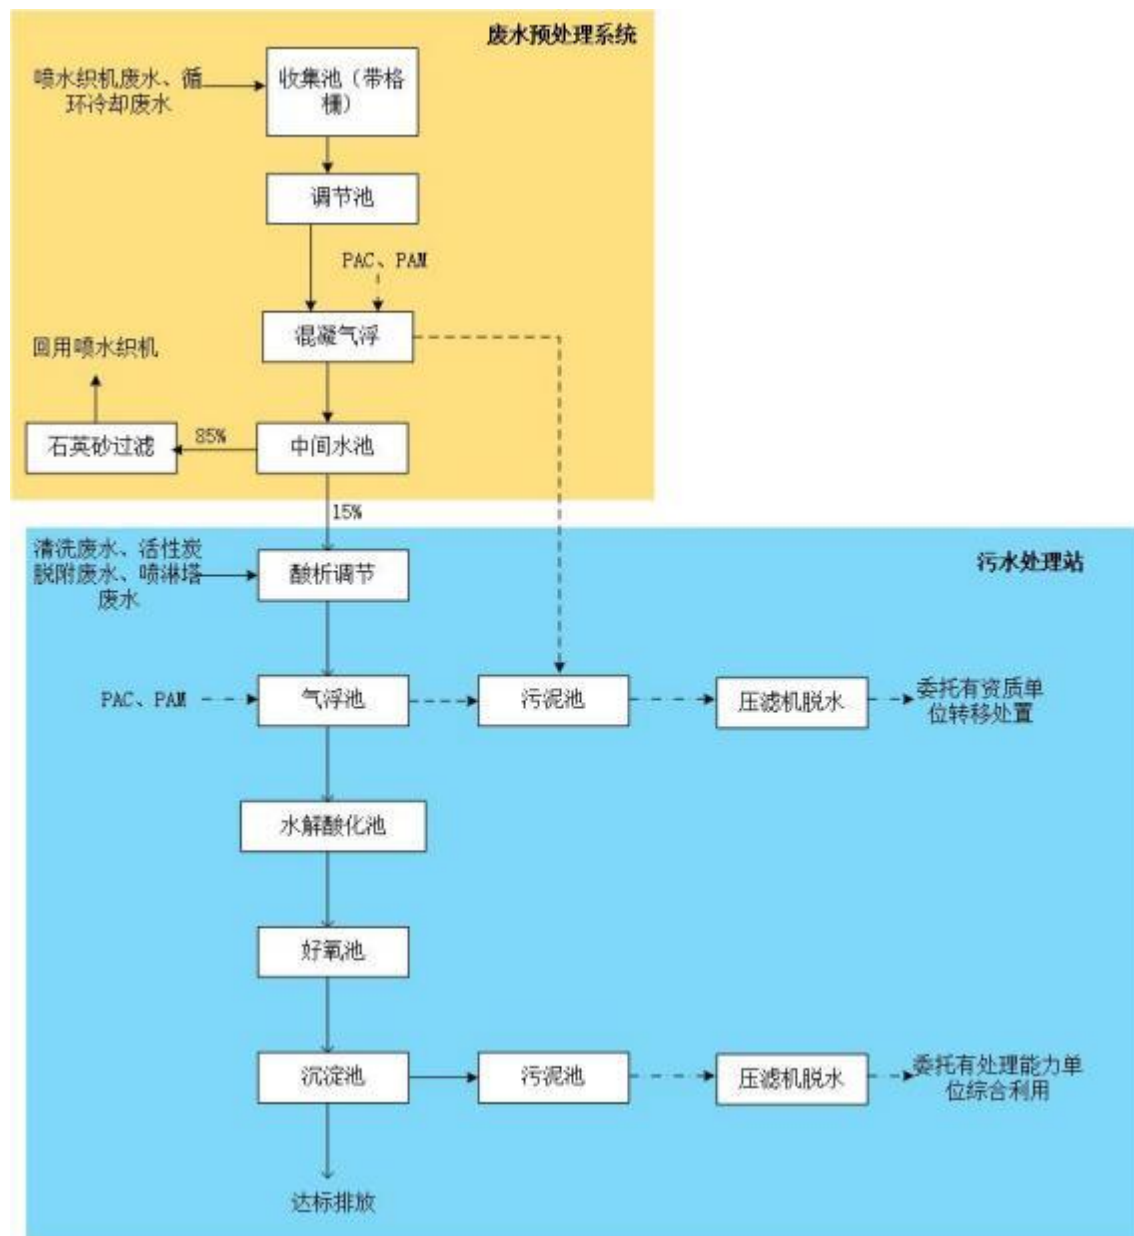 废水预处理系统
喷水织机废水、循
环冷却废水
收集池（带格
栅）
调节池
PAC、PAM
混凝气浮
回用喷水织机
石英砂过滤
85%
中间水池
15%
清洗废水、活性炭
脱附废水、喷淋塔
废水
酸析调节
污水处理站
PAC、PAM
气浮池
污泥池
压滤机脱水
委托有资质单
位转移处置
水解酸化池
好氧池
沉淀池
污泥池
压滤机脱水
委托有处理能力单
位综合利用
达标排放